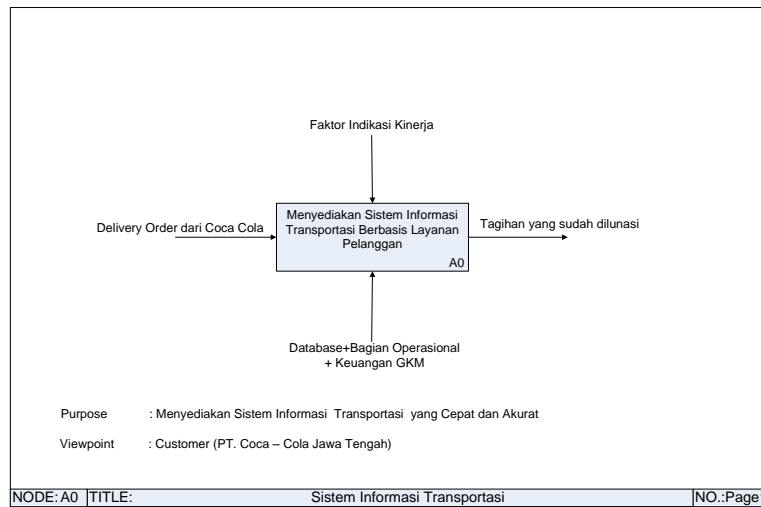 Faktor Indikasi Kinerja
Delivery Order dari Coca Cola
Menyediakan Sistem Informasi
Transportasi Berbasis Layanan
Pelanggan
A0
Tagihan yang sudah dilunasi
Database+Bagian Operasional
+ Keuangan GKM
Purpose : Menyediakan Sistem Informasi Transportasi yang Cepat dan Akurat
Viewpoint : Customer (PT. Coca – Cola Jawa Tengah)
NODE: A0 TITLE: Sistem Informasi Transportasi NO.:Page